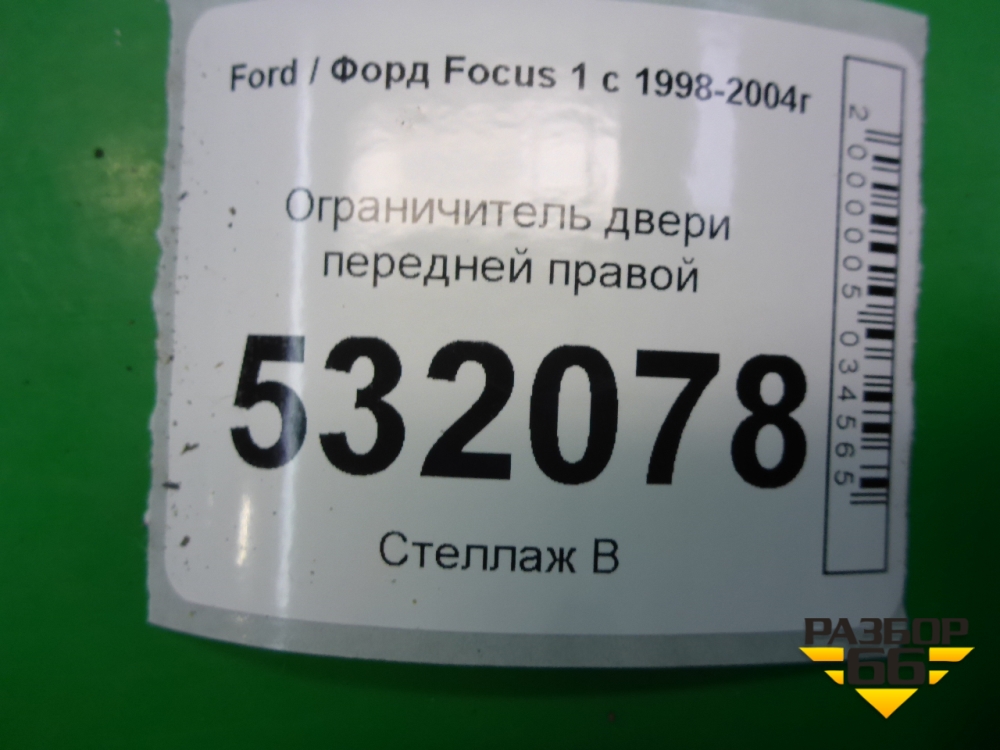 Ford / Форд Focus 1 с 1998-2004г
Ограничитель двери
передней правой
532078
Стеллаж В
2000005034565
РАЗБОР
66